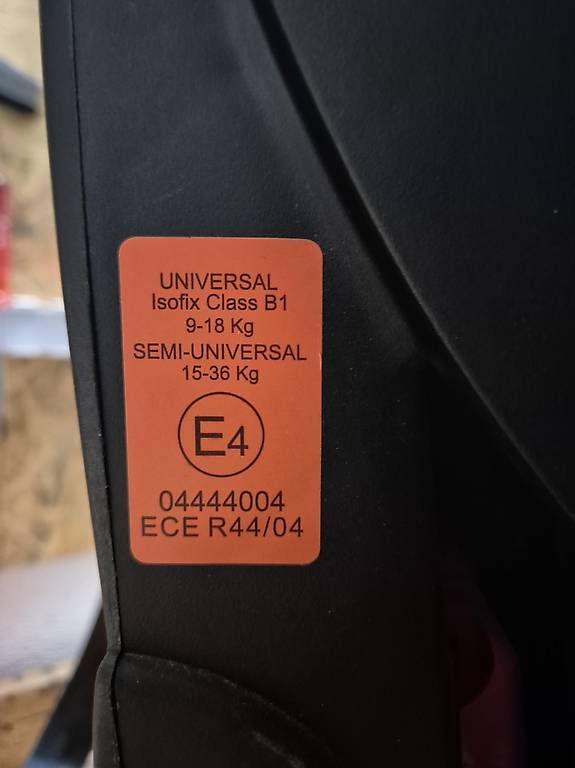 UNIVERSAL
Isofix Class B1
9-18 Kg
SEMI-UNIVERSAL
15-36 Kg
E4
04444004
ECE R44/04